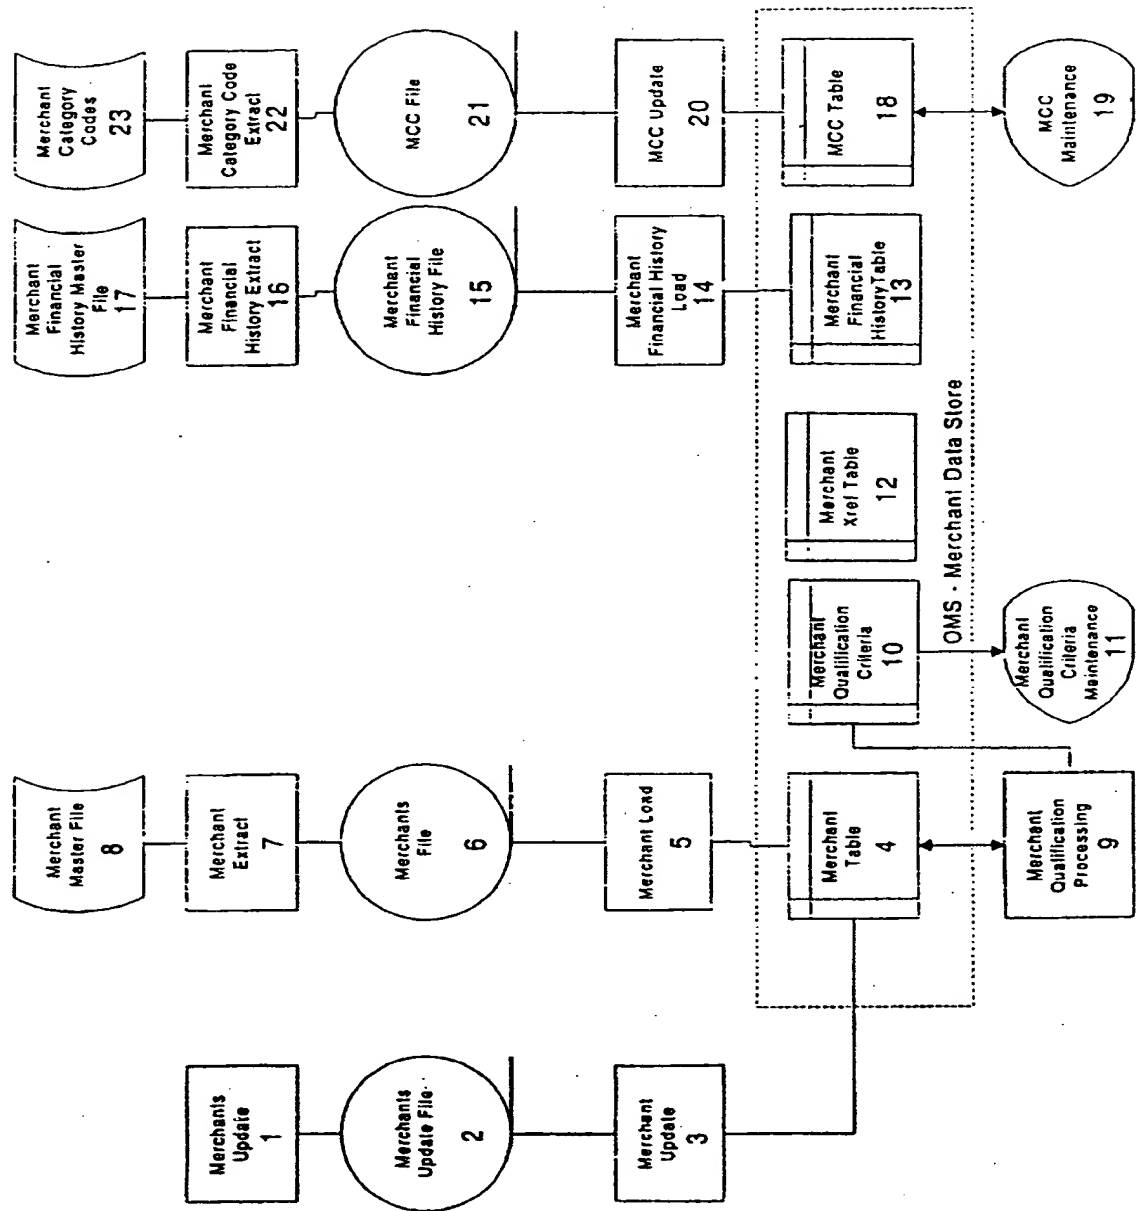 Merchants
Update
1
Merchants
Update File
2
Merchant
Update
3
Merchant
Master File
8
Merchant
Extract
7
Merchants
File
6
Merchant Load
5
Merchant
Table
4
Merchant
Qualification
Processing
9
Merchant
Qualification
Criteria
10
Merchant
Qualification
Criteria
Maintenance
11
Merchant
Xref Table
12
OMS - Merchant Data Store
Merchant
Financial
History Master
File
17
Merchant
Financial
History Extract
16
Merchant
Financial
History File
15
Merchant
Financial History
Load
14
Merchant
Financial
History Table
13
Merchant
Category
Codes
23
Merchant
Category Code
Extract
22
MCC File
21
MCC Update
20
MCC Table
18
MCC
Maintenance
19